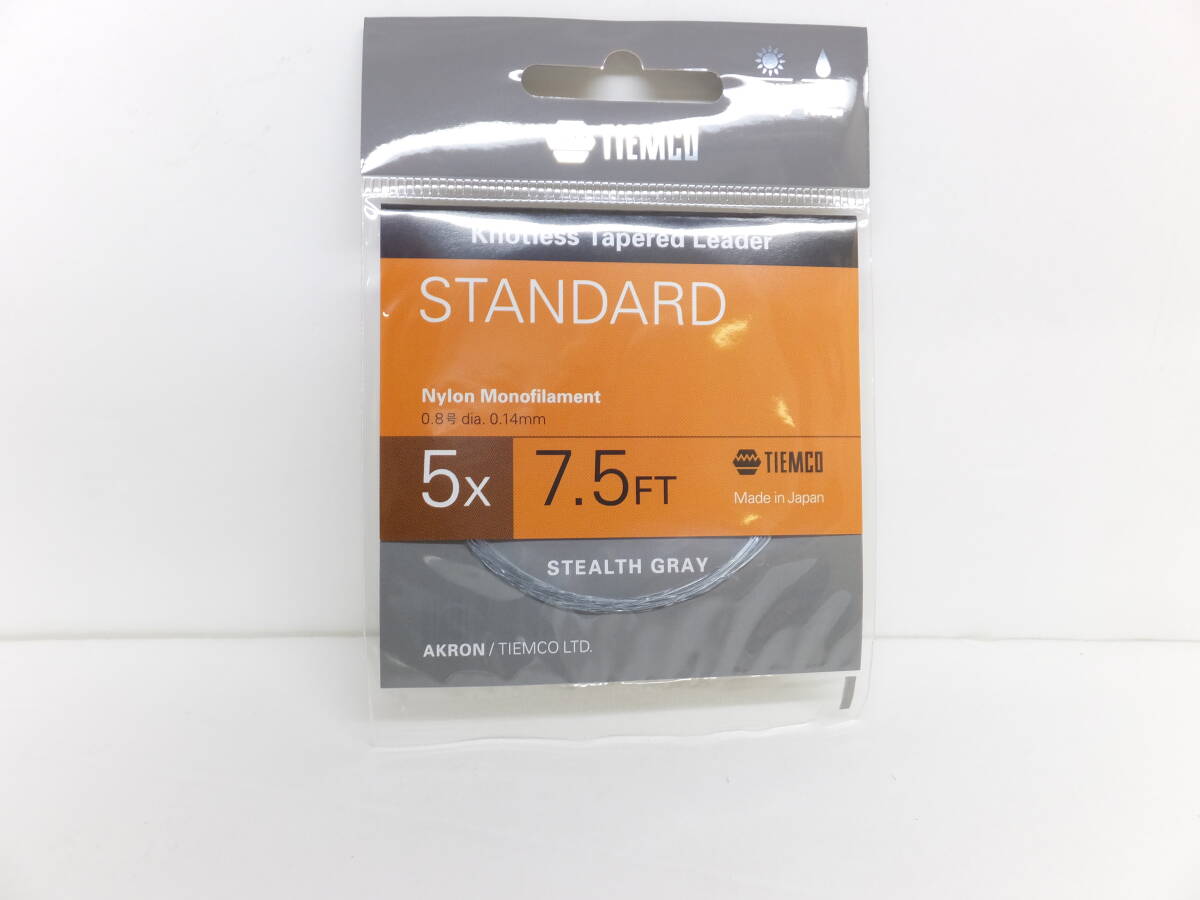 TIEMCO
Knotless Tapered Leader
STANDARD
Nylon Monofilament
0.8号 dia. 0.14mm
5X 7.5FT
TIEMCO
Made in Japan
STEALTH GRAY
AKRON / TIEMCO LTD.